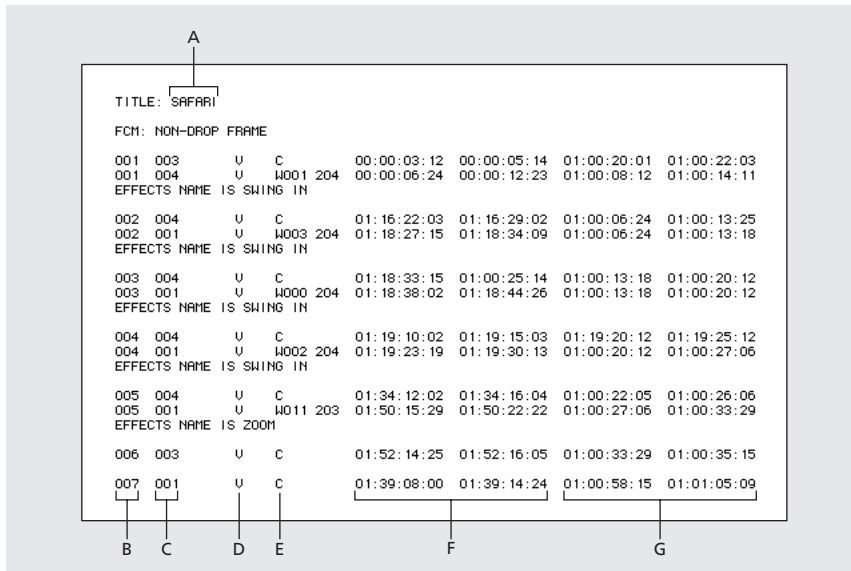 A
TITLE: SAFARI
FCM: NON-DROP FRAME
001 003 V C 00:00:03:12 00:00:05:14 01:00:20:01 01:00:22:03
001 004 V W001 204 00:00:06:24 00:00:12:23 01:00:08:12 01:00:14:11
EFFECTS NAME IS SWING IN
002 004 V C 01:16:22:03 01:16:29:02 01:00:06:24 01:00:13:25
002 001 V W003 204 01:18:27:15 01:18:34:09 01:00:06:24 01:00:13:18
EFFECTS NAME IS SWING IN
003 004 V C 01:18:33:15 01:00:25:14 01:00:13:18 01:00:20:12
003 001 V W000 204 01:18:38:02 01:18:44:26 01:00:13:18 01:00:20:12
EFFECTS NAME IS SWING IN
004 004 V C 01:19:10:02 01:19:15:03 01:19:20:12 01:19:25:12
004 001 V W002 204 01:19:23:19 01:19:30:13 01:00:20:12 01:00:27:06
EFFECTS NAME IS SWING IN
005 004 V C 01:34:12:02 01:34:16:04 01:00:22:05 01:00:26:06
005 001 V W011 203 01:50:15:29 01:50:22:22 01:00:27:06 01:00:33:29
EFFECTS NAME IS ZOOM
006 003 V C 01:52:14:25 01:52:16:05 01:00:33:29 01:00:35:15
007 001 V C 01:39:08:00 01:39:14:24 01:00:58:15 01:01:05:09
B C D E F G